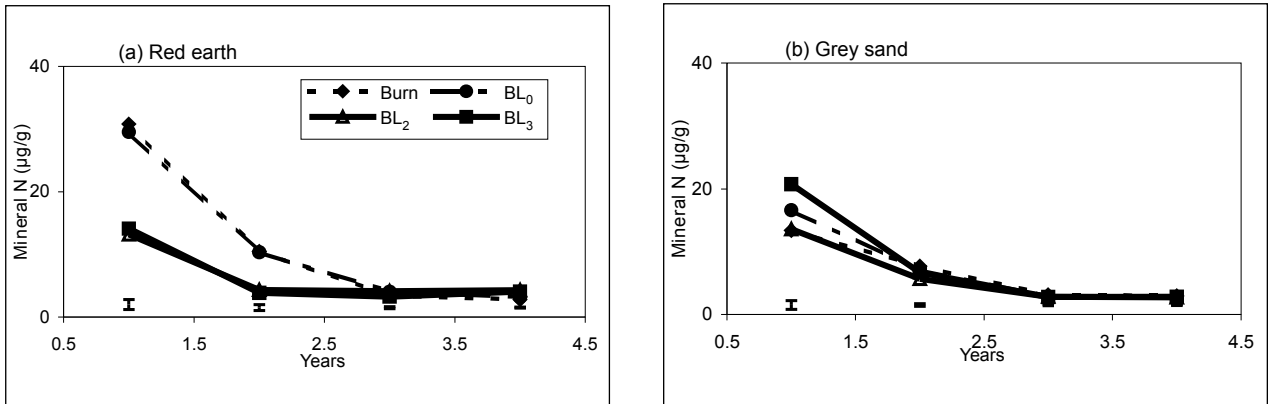 (a) Red earth
40
20
0
Mineral N (µg/g)
Burn BL0
BL2 BL3
0.5 1.5 2.5 3.5 4.5
Years
(b) Grey sand
40
20
0
Mineral N (µg/g)
0.5 1.5 2.5 3.5 4.5
Years